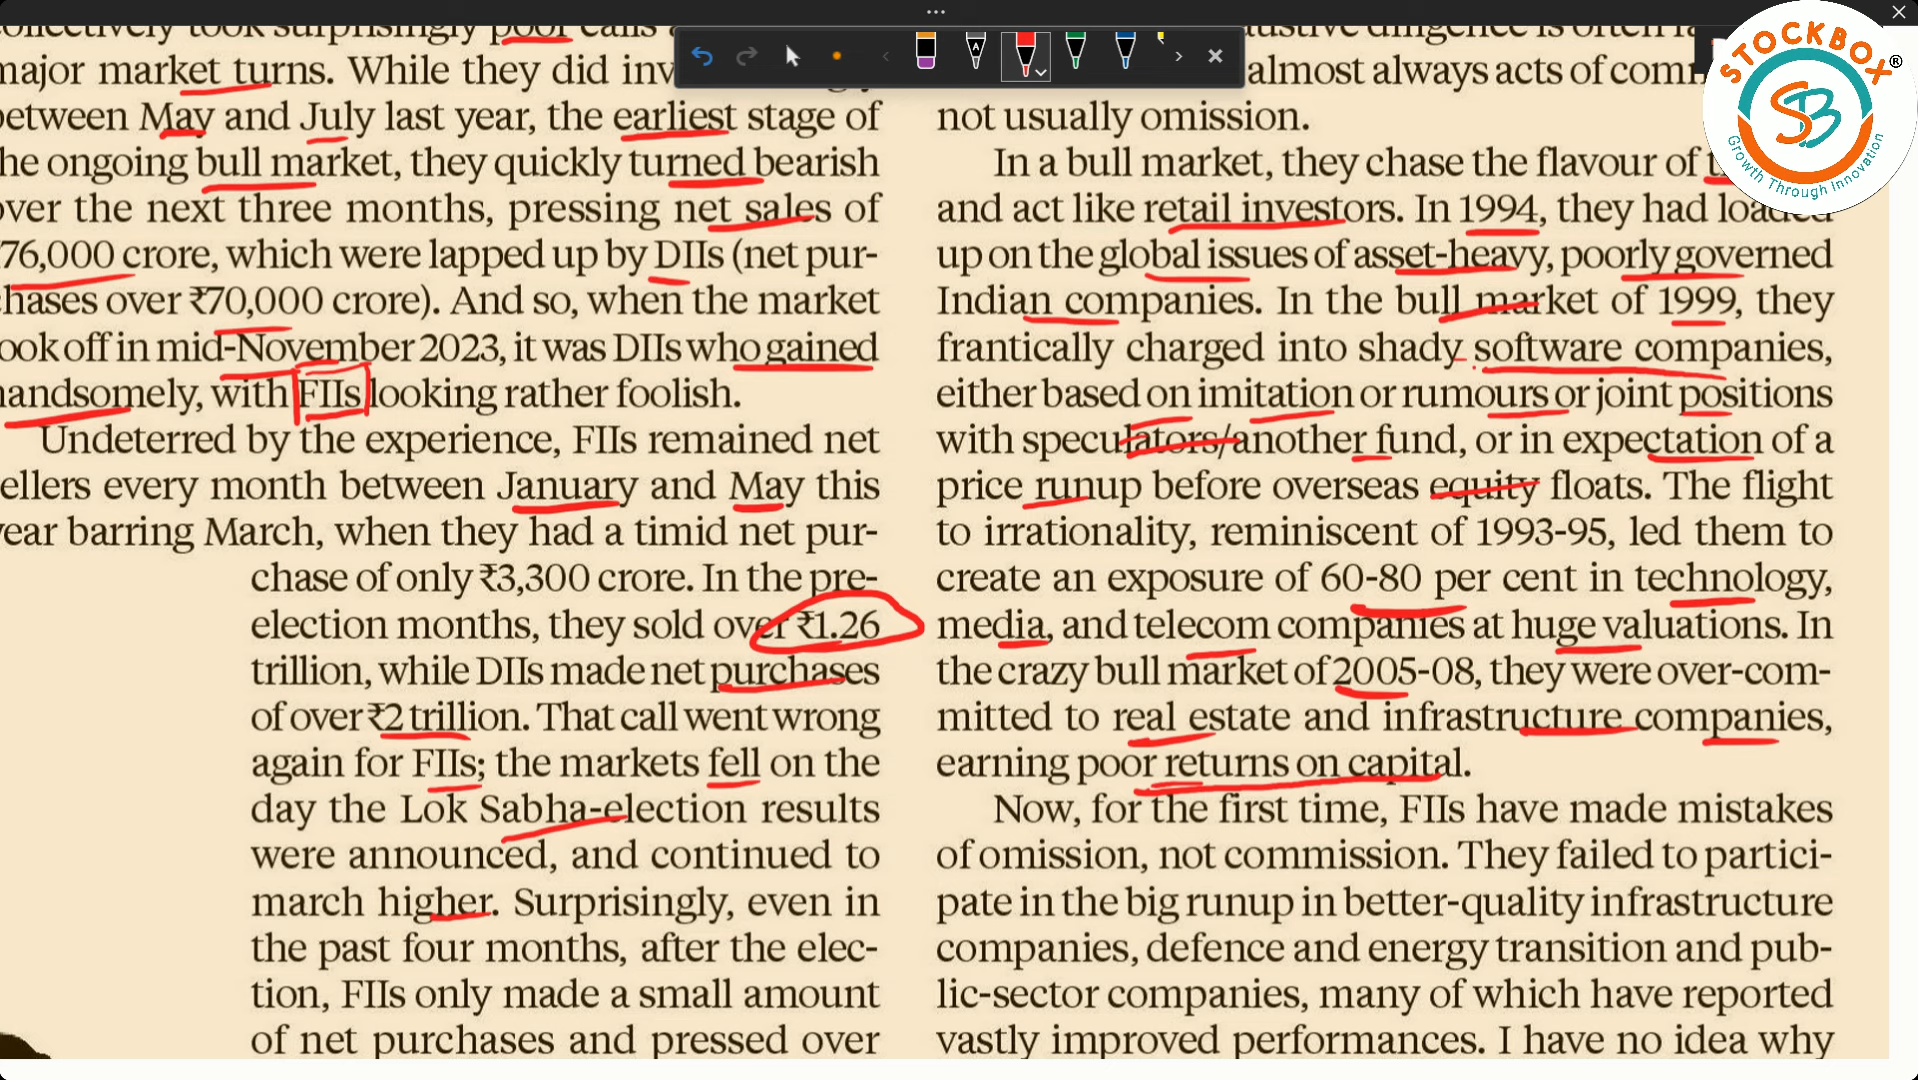 collectively took surprisingly poor calls
major market turns. While they did inv
between May and July last year, the earliest stage of
the ongoing bull market, they quickly turned bearish
over the next three months, pressing net sales of
₹76,000 crore, which were lapped up by DIIs (net pur-
chases over ₹70,000 crore). And so, when the market
took off in mid-November 2023, it was DIIs who gained
handsomely, with FIIs looking rather foolish.
Undeterred by the experience, FIIs remained net
sellers every month between January and May this
year barring March, when they had a timid net pur-
chase of only ₹3,300 crore. In the pre-
election months, they sold over ₹1.26
trillion, while DIIs made net purchases
of over ₹2 trillion. That call went wrong
again for FIIs; the markets fell on the
day the Lok Sabha-election results
were announced, and continued to
march higher. Surprisingly, even in
the past four months, after the elec-
tion, FIIs only made a small amount
of net purchases and pressed over
diligence is often
almost always acts of com
not usually omission.
In a bull market, they chase the flavour of
and act like retail investors. In 1994, they had loaded
up on the global issues of asset-heavy, poorly governed
Indian companies. In the bull market of 1999, they
frantically charged into shady software companies,
either based on imitation or rumours or joint positions
with speculators/another fund, or in expectation of a
price runup before overseas equity floats. The flight
to irrationality, reminiscent of 1993-95, led them to
create an exposure of 60-80 per cent in technology,
media, and telecom companies at huge valuations. In
the crazy bull market of 2005-08, they were over-com-
mitted to real estate and infrastructure companies,
earning poor returns on capital.
Now, for the first time, FIIs have made mistakes
of omission, not commission. They failed to partici-
pate in the big runup in better-quality infrastructure
companies, defence and energy transition and pub-
lic-sector companies, many of which have reported
vastly improved performances. I have no idea why
STOCKBOX®
SB
Growth Through Innovation